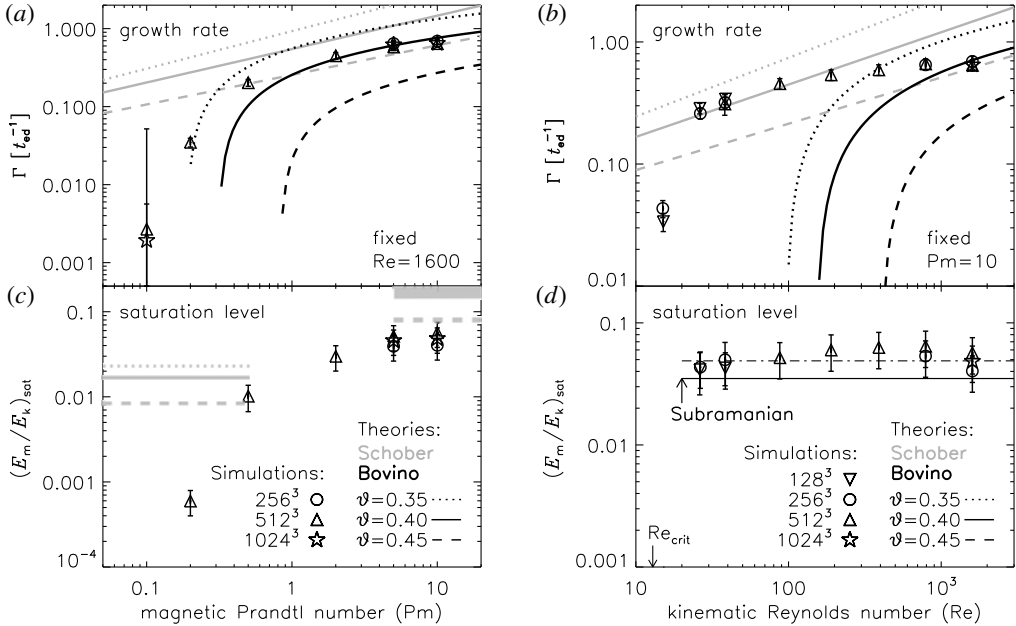 (a)
growth rate
1.000
0.100
0.010
0.001
Γ [t_ed^-1]
fixed
Re=1600
(b)
growth rate
1.00
0.10
0.01
Γ [t_ed^-1]
fixed
Pm=10
(c)
saturation level
0.1
0.01
0.001
10^-4
(E_m/E_k)_sat
Theories:
Schober
Simulations: Bovino
256^3 ϑ=0.35
512^3 ϑ=0.40
1024^3 ϑ=0.45
0.1 1 10
magnetic Prandtl number (Pm)
(d)
saturation level
0.1
0.01
0.001
(E_m/E_k)_sat
Subramanian
Theories:
Simulations: Schober
128^3 Bovino
256^3 ϑ=0.35
512^3 ϑ=0.40
1024^3 ϑ=0.45
Re_crit
10 100 10^3
kinematic Reynolds number (Re)